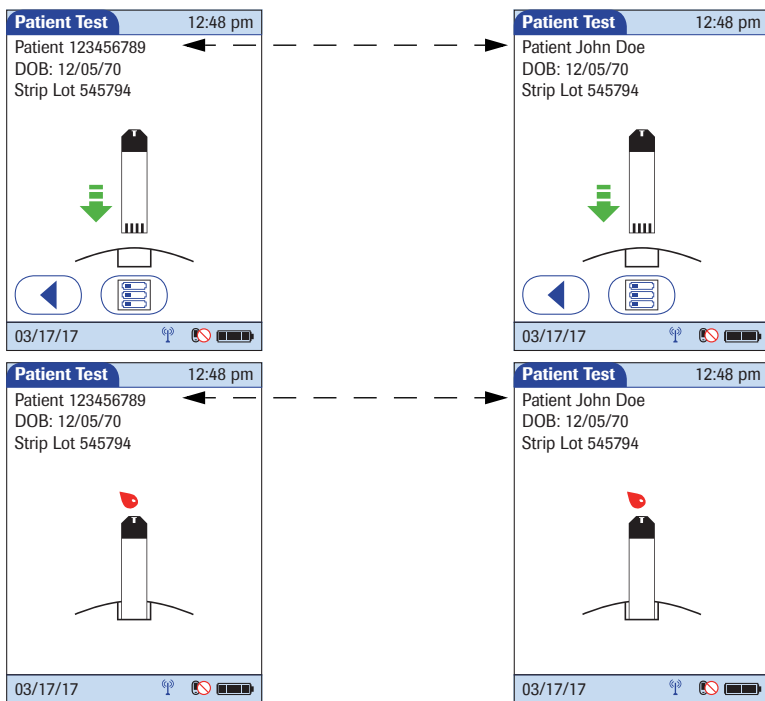 Patient Test 12:48 pm
Patient 123456789
DOB: 12/05/70
Strip Lot 545794
03/17/17
Patient Test 12:48 pm
Patient John Doe
DOB: 12/05/70
Strip Lot 545794
03/17/17
Patient Test 12:48 pm
Patient 123456789
DOB: 12/05/70
Strip Lot 545794
03/17/17
Patient Test 12:48 pm
Patient John Doe
DOB: 12/05/70
Strip Lot 545794
03/17/17